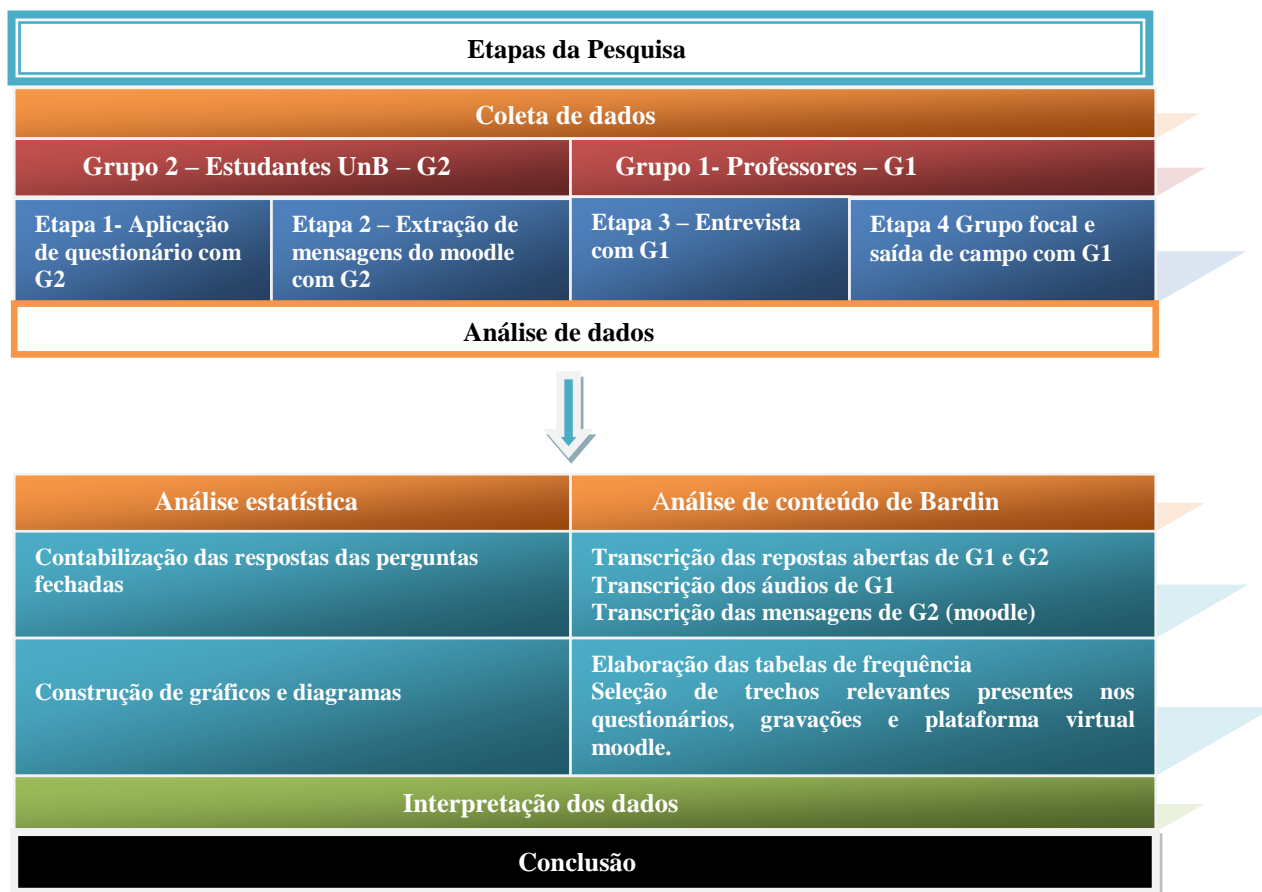 Etapas da Pesquisa
Coleta de dados
Grupo 2 – Estudantes UnB – G2
Grupo 1- Professores – G1
Etapa 1- Aplicação
de questionário com
G2
Etapa 2 – Extração de
mensagens do moodle
com G2
Etapa 3 – Entrevista
com G1
Etapa 4 Grupo focal e
saída de campo com G1
Análise de dados
Análise estatística
Análise de conteúdo de Bardin
Contabilização das respostas das perguntas
fechadas
Transcrição das repostas abertas de G1 e G2
Transcrição dos áudios de G1
Transcrição das mensagens de G2 (moodle)
Construção de gráficos e diagramas
Elaboração das tabelas de frequência
Seleção de trechos relevantes presentes nos
questionários, gravações e plataforma virtual
moodle.
Interpretação dos dados
Conclusão